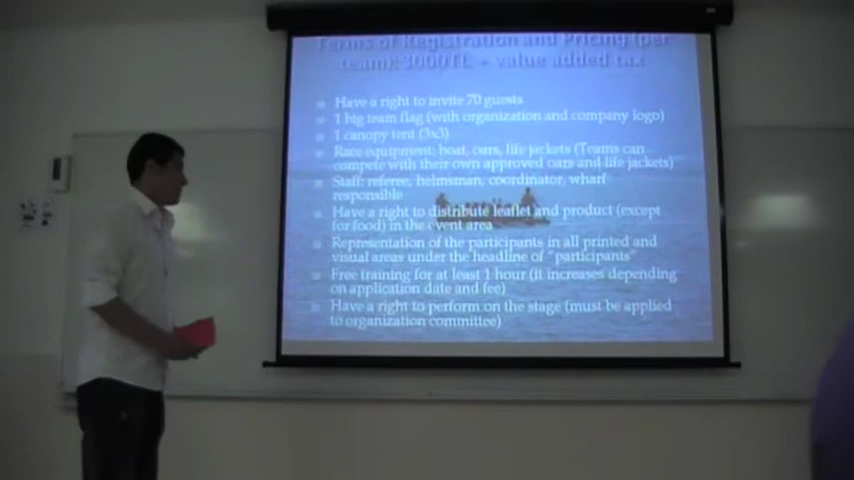 Terms of Registration and Pricing (per
team): 3000TL + value added tax
Have a right to invite 70 guests
1 big team flag (with organization and company logo)
1 canopy tent (3x3)
Race equipment: boat, oars, life jackets (Teams can
compete with their own approved oars and life jackets)
Staff: referee, helmsman, coordinator, wharf
responsible
Have a right to distribute leaflet and product (except
for food) in the event area
Representation of the participants in all printed and
visual areas under the headline of “participants”
Free training for at least 1 hour (it increases depending
on application date and fee)
Have a right to perform on the stage (must be applied
to organization committee)